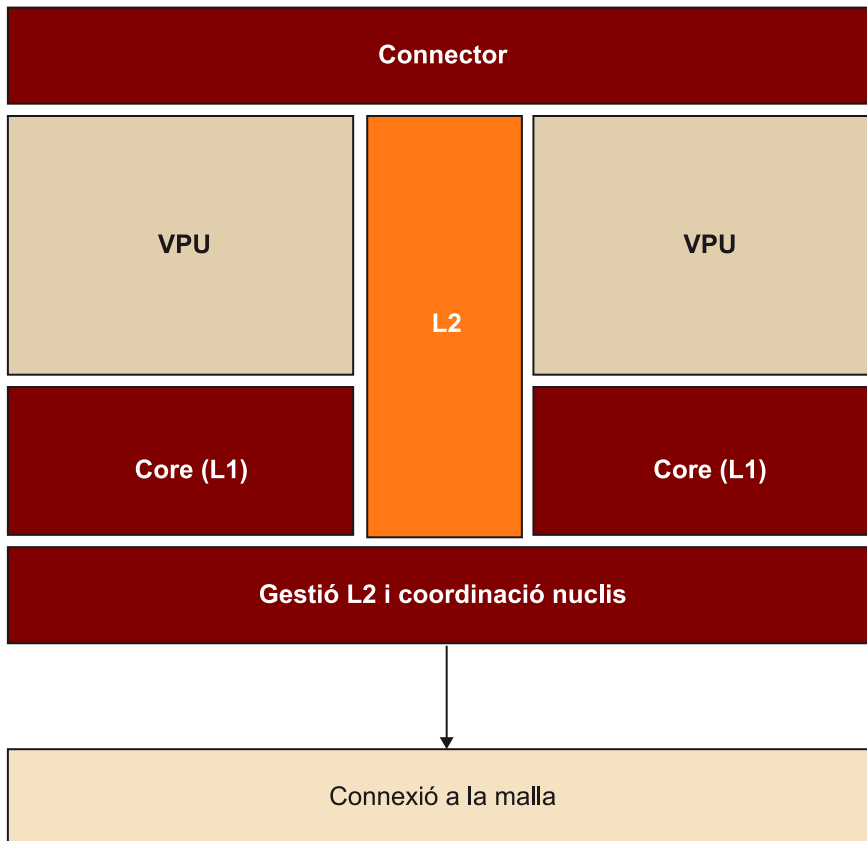 Connector
VPU
VPU
L2
Core (L1)
Core (L1)
Gestió L2 i coordinació nuclis
Connexió a la malla